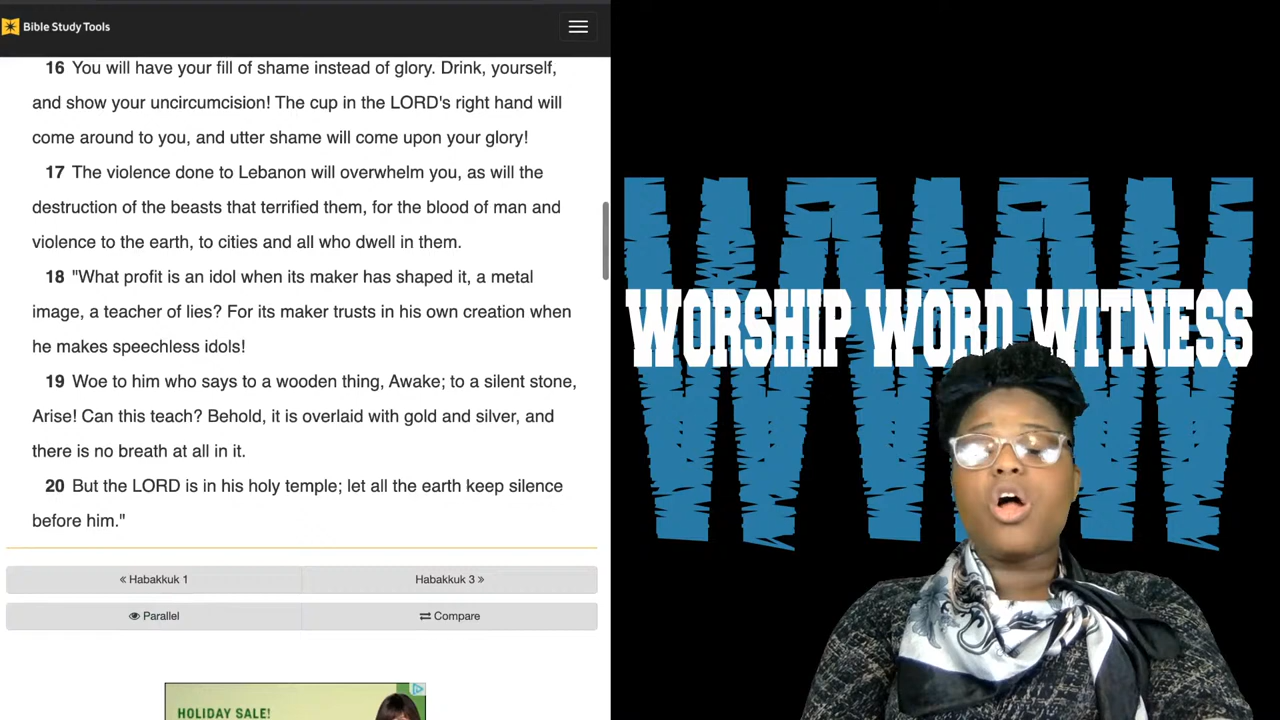 Bible Study Tools
16 You will have your fill of shame instead of glory. Drink, yourself,
and show your uncircumcision! The cup in the LORD's right hand will
come around to you, and utter shame will come upon your glory!
17 The violence done to Lebanon will overwhelm you, as will the
destruction of the beasts that terrified them, for the blood of man and
violence to the earth, to cities and all who dwell in them.
18 "What profit is an idol when its maker has shaped it, a metal
image, a teacher of lies? For its maker trusts in his own creation when
he makes speechless idols!
19 Woe to him who says to a wooden thing, Awake; to a silent stone,
Arise! Can this teach? Behold, it is overlaid with gold and silver, and
there is no breath at all in it.
20 But the LORD is in his holy temple; let all the earth keep silence
before him."
« Habakkuk 1
Habakkuk 3 »
Parallel
Compare
HOLIDAY SALE!
WWW
WORSHIP WORD WITNESS